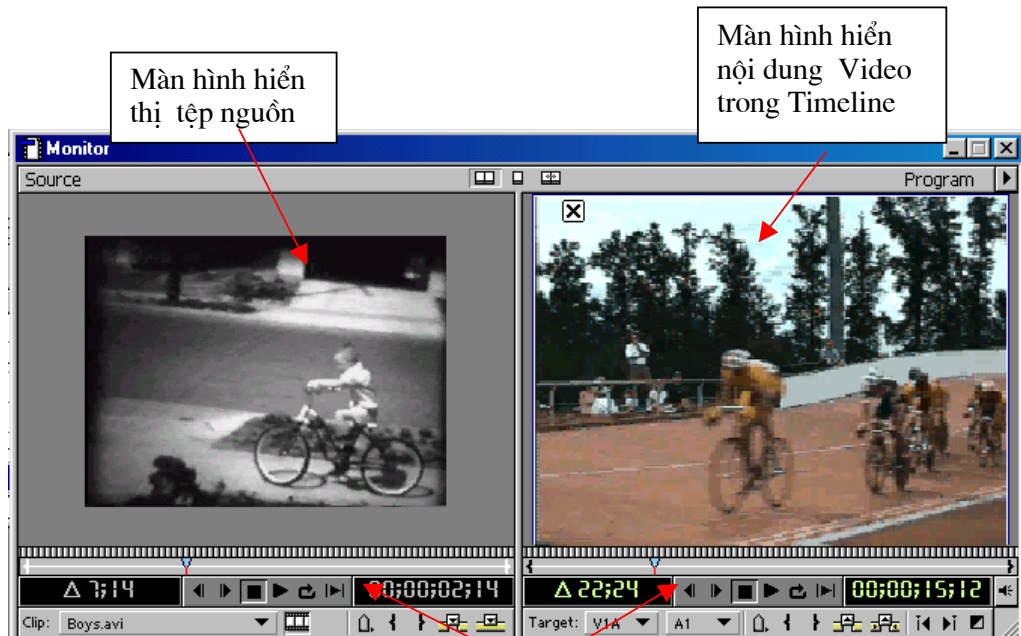 Màn hình hiển
thị tệp nguồn
Màn hình hiển
nội dung Video
trong Timeline
Monitor
Source
Program
Δ 7;14
00;00;02;14
Δ 22;24
00;00;15;12
Clip: Boys.avi
Target: V1A A1